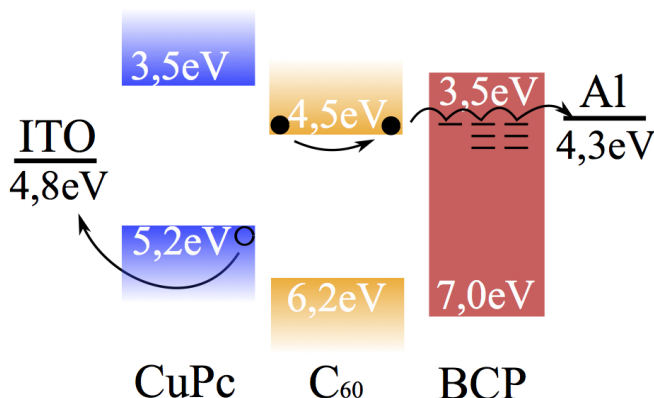 3,5eV
4,5eV
3,5eV
Al
ITO
4,3eV
4,8eV
5,2eV
6,2eV
7,0eV
CuPc
C₆₀
BCP